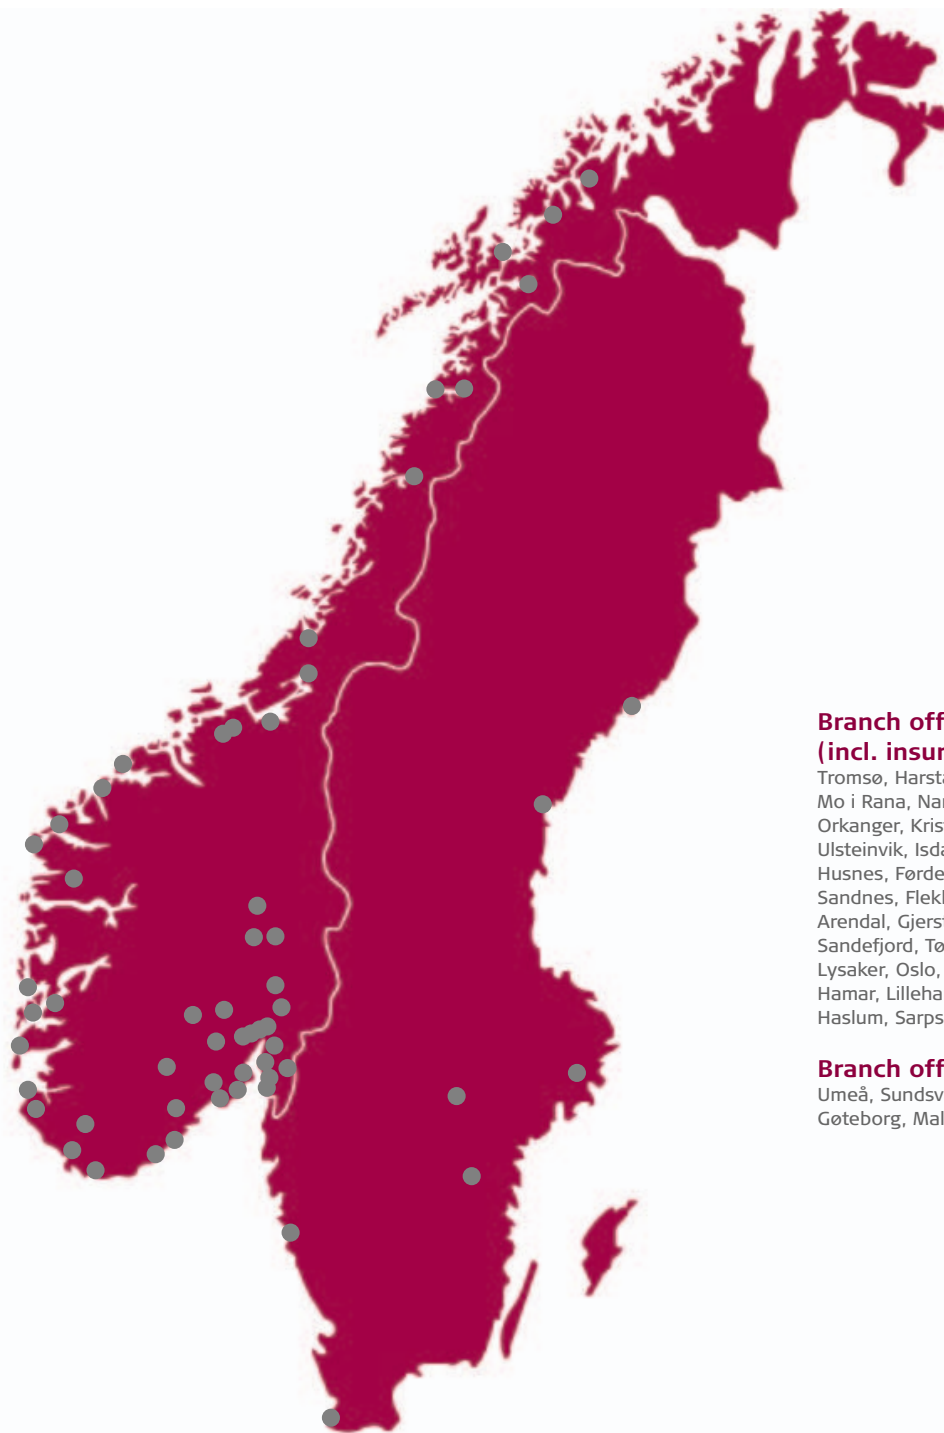 Branch off
(incl. insur
Tromsø, Harsta
Mo i Rana, Nar
Orkanger, Kris
Ulsteinvik, Isda
Husnes, Førde
Sandnes, Flekk
Arendal, Gjerst
Sandefjord, Tø
Lysaker, Oslo,
Hamar, Lilleha
Haslum, Sarps
Branch off
Umeå, Sundsv
Gøteborg, Mal